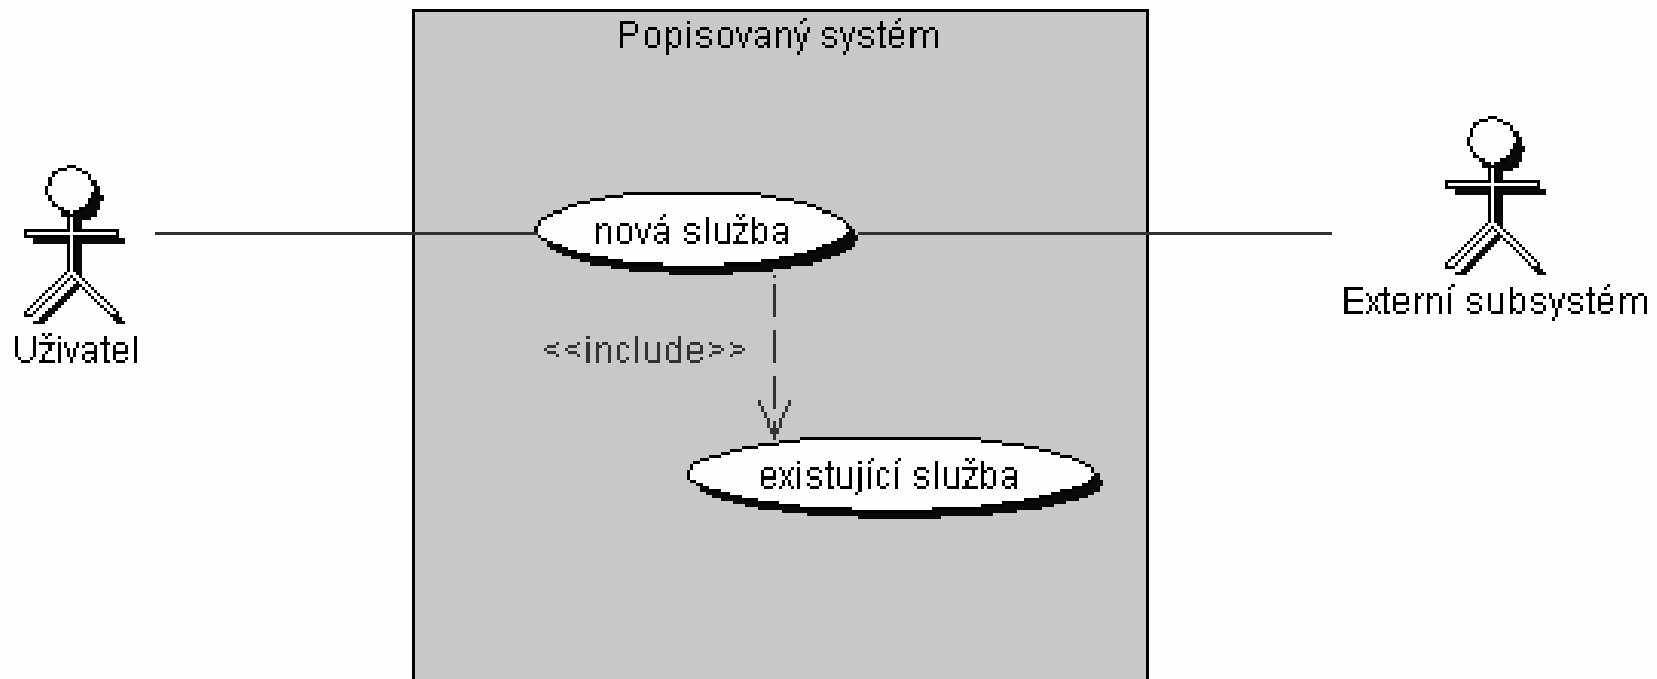 Popisovaný systém
nová služba
Externí subsystém
Uživatel
<<include>>
existující služba